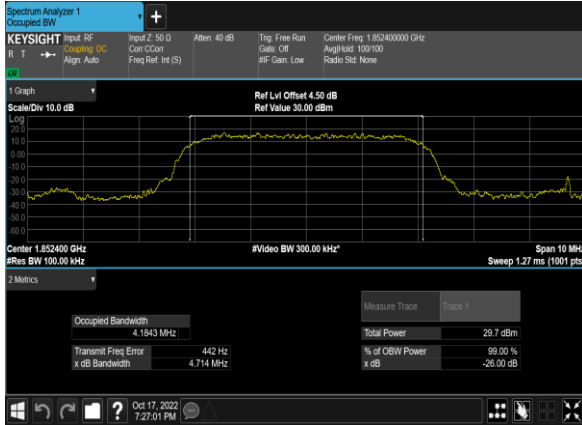 Spectrum Analyzer 1
Occupied BW
KEYSIGHT
R T
LW
Input: RF
Coupling: DC
Align: Auto
Input Z: 50 Ω
Corr CCorr
Freq Ref: Int (S)
Atten: 40 dB
Trig: Free Run
Gate: Off
#IF Gain: Low
Center Freq: 1.852400000 GHz
Avg|Hold: 100/100
Radio Std: None
1 Graph
Scale/Div 10.0 dB
Ref Lvl Offset 4.50 dB
Ref Value 30.00 dBm
Log
20.0
10.0
0.00
-10.0
-20.0
-30.0
-40.0
-50.0
-60.0
Center 1.852400 GHz
#Res BW 100.00 kHz
#Video BW 300.00 kHz*
Span 10 MHz
Sweep 1.27 ms (1001 pts
2 Metrics
Measure Trace
Trace 1
Occupied Bandwidth
4.1843 MHz
Total Power
29.7 dBm
Transmit Freq Error
442 Hz
% of OBW Power
99.00 %
x dB Bandwidth
4.714 MHz
x dB
-26.00 dB
?
Oct 17, 2022
7:27:01 PM